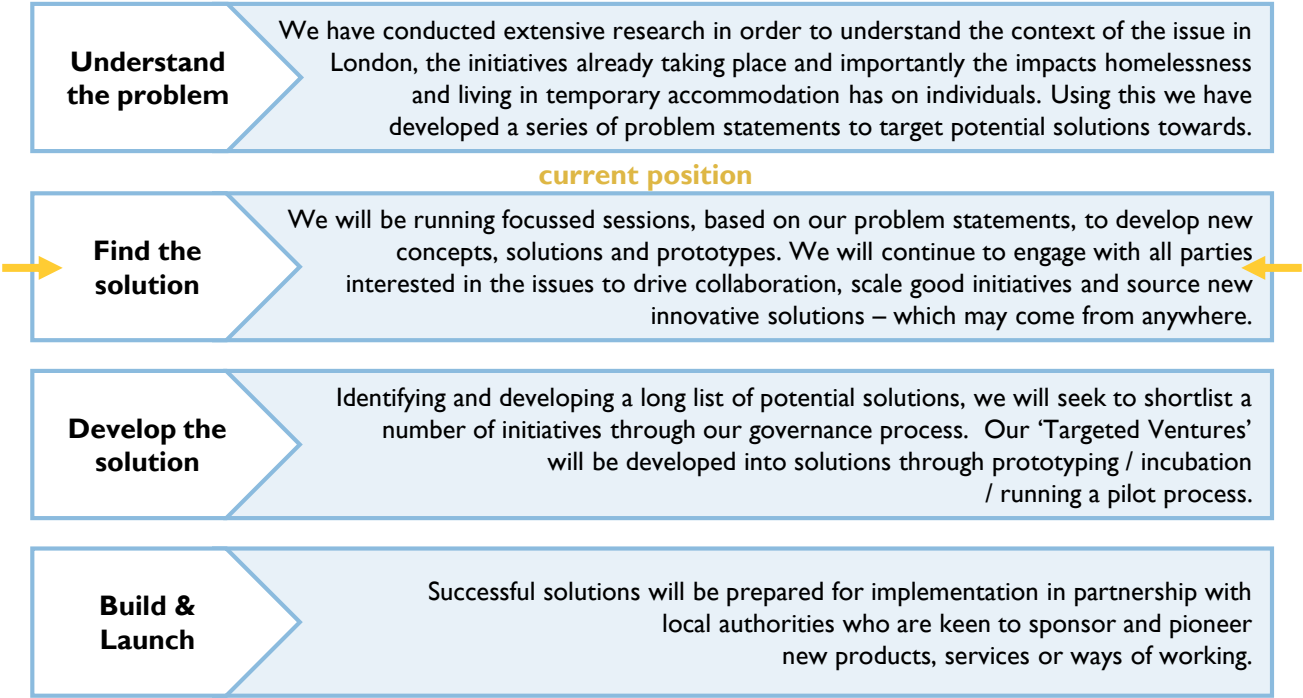 Understand
the problem
We have conducted extensive research in order to understand the context of the issue in
London, the initiatives already taking place and importantly the impacts homelessness
and living in temporary accommodation has on individuals. Using this we have
developed a series of problem statements to target potential solutions towards.
current position
Find the
solution
We will be running focussed sessions, based on our problem statements, to develop new
concepts, solutions and prototypes. We will continue to engage with all parties
interested in the issues to drive collaboration, scale good initiatives and source new
innovative solutions – which may come from anywhere.
Develop the
solution
Identifying and developing a long list of potential solutions, we will seek to shortlist a
number of initiatives through our governance process.  Our ‘Targeted Ventures’
will be developed into solutions through prototyping / incubation
/ running a pilot process.
Build &
Launch
Successful solutions will be prepared for implementation in partnership with
local authorities who are keen to sponsor and pioneer
new products, services or ways of working.